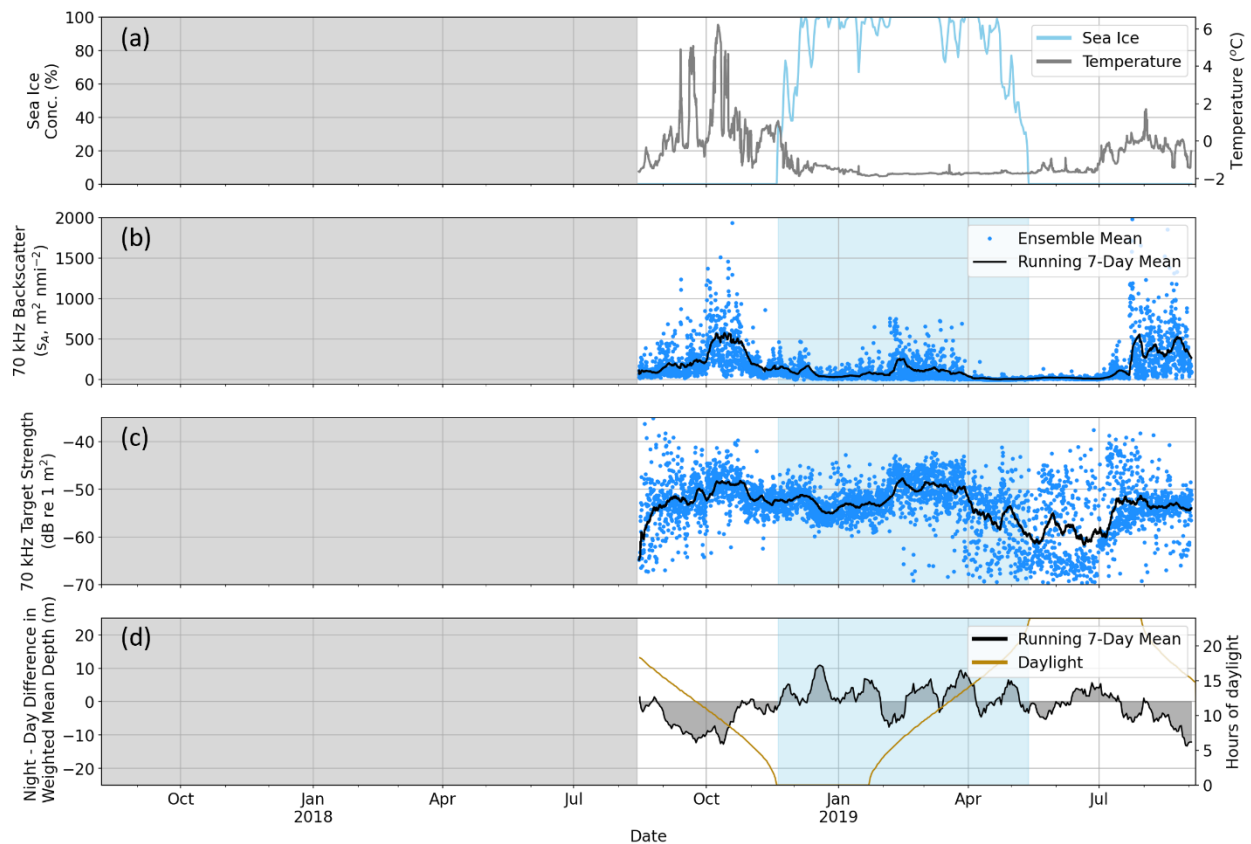 (a)
Sea Ice
Conc. (%)
100
80
60
40
20
0
Sea Ice
Temperature
6
4
2
0
−2
Temperature (°C)
(b)
70 kHz Backscatter
(sA, m² nmi⁻²)
2000
1500
1000
500
0
Ensemble Mean
Running 7-Day Mean
(c)
70 kHz Target Strength
(dB re 1 m²)
−40
−50
−60
−70
(d)
Night - Day Difference in
Weighted Mean Depth (m)
20
10
0
−10
−20
Running 7-Day Mean
Daylight
20
15
10
5
0
Hours of daylight
Oct
Jan
2018
Apr
Jul
Oct
Jan
2019
Apr
Jul
Date